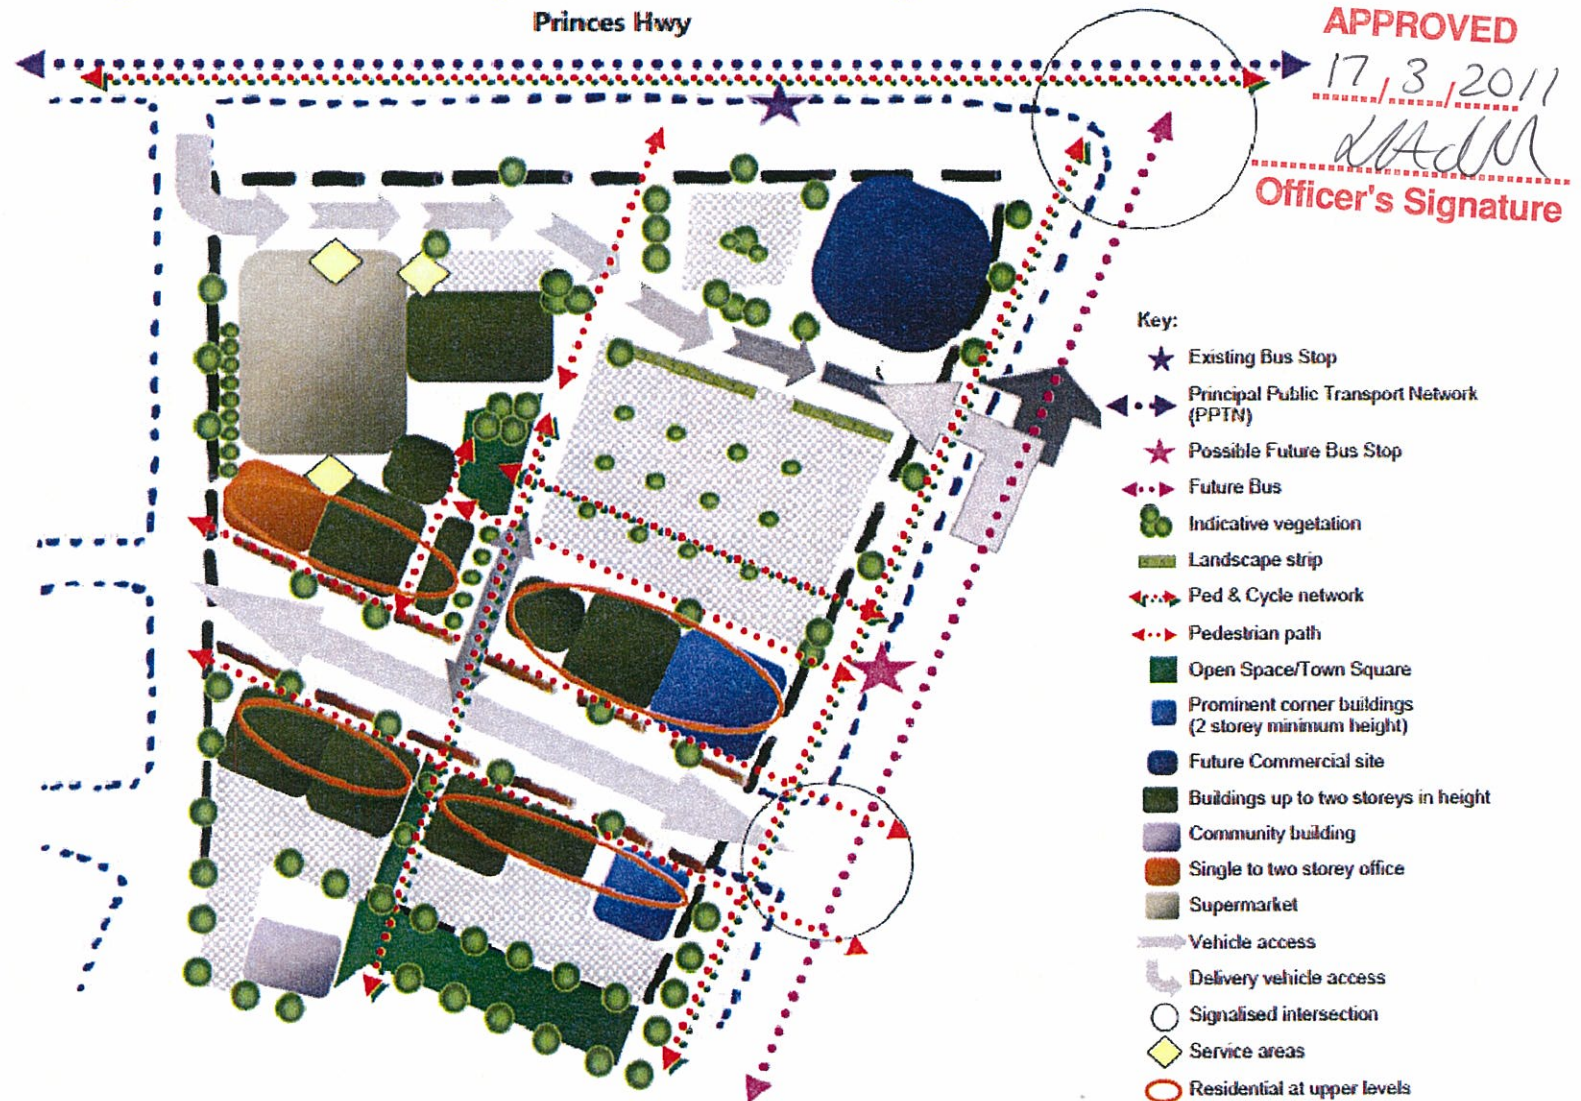 Princes Hwy
APPROVED
17/3/2011
Officer's Signature
Key:
Existing Bus Stop
Principal Public Transport Network
(PPTN)
Possible Future Bus Stop
Future Bus
Indicative vegetation
Landscape strip
Ped & Cycle network
Pedestrian path
Open Space/Town Square
Prominent corner buildings
(2 storey minimum height)
Future Commercial site
Buildings up to two storeys in height
Community building
Single to two storey office
Supermarket
Vehicle access
Delivery vehicle access
Signalised intersection
Service areas
Residential at upper levels